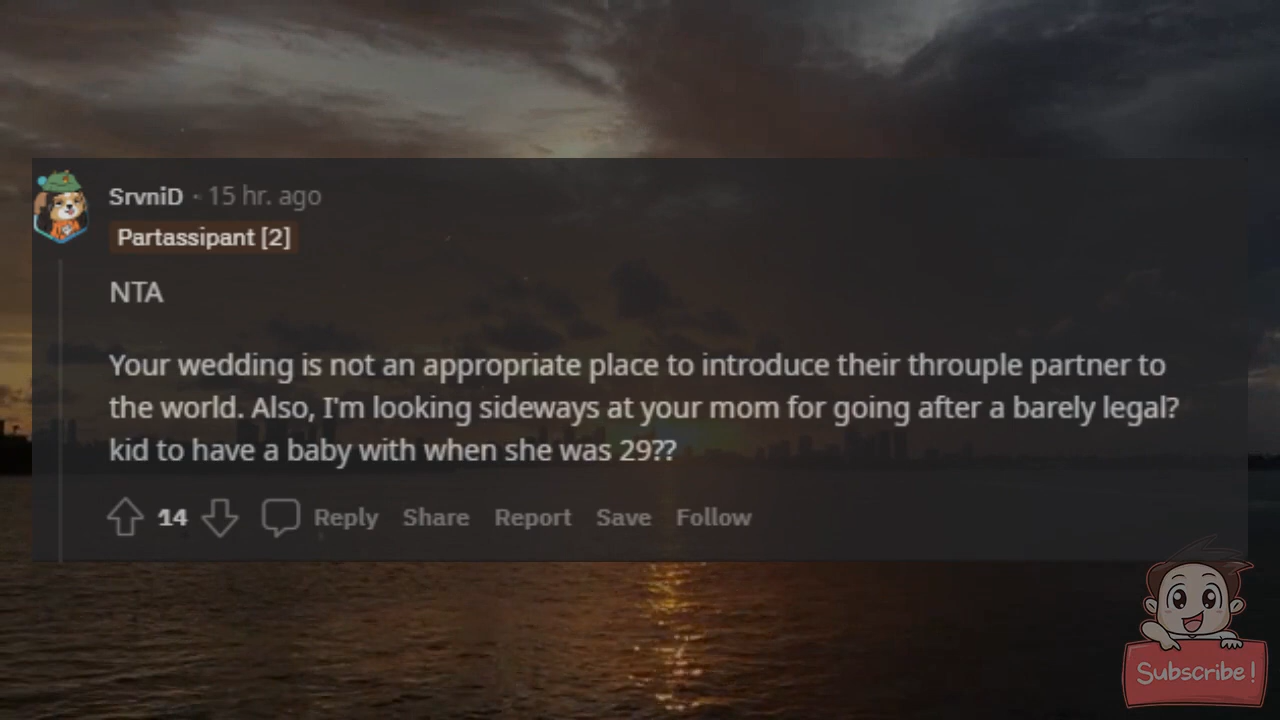 SrvniD · 15 hr. ago
Partassipant [2]
NTA
Your wedding is not an appropriate place to introduce their throuple partner to
the world. Also, I'm looking sideways at your mom for going after a barely legal?
kid to have a baby with when she was 29??
14 Reply Share Report Save Follow
Subscribe!